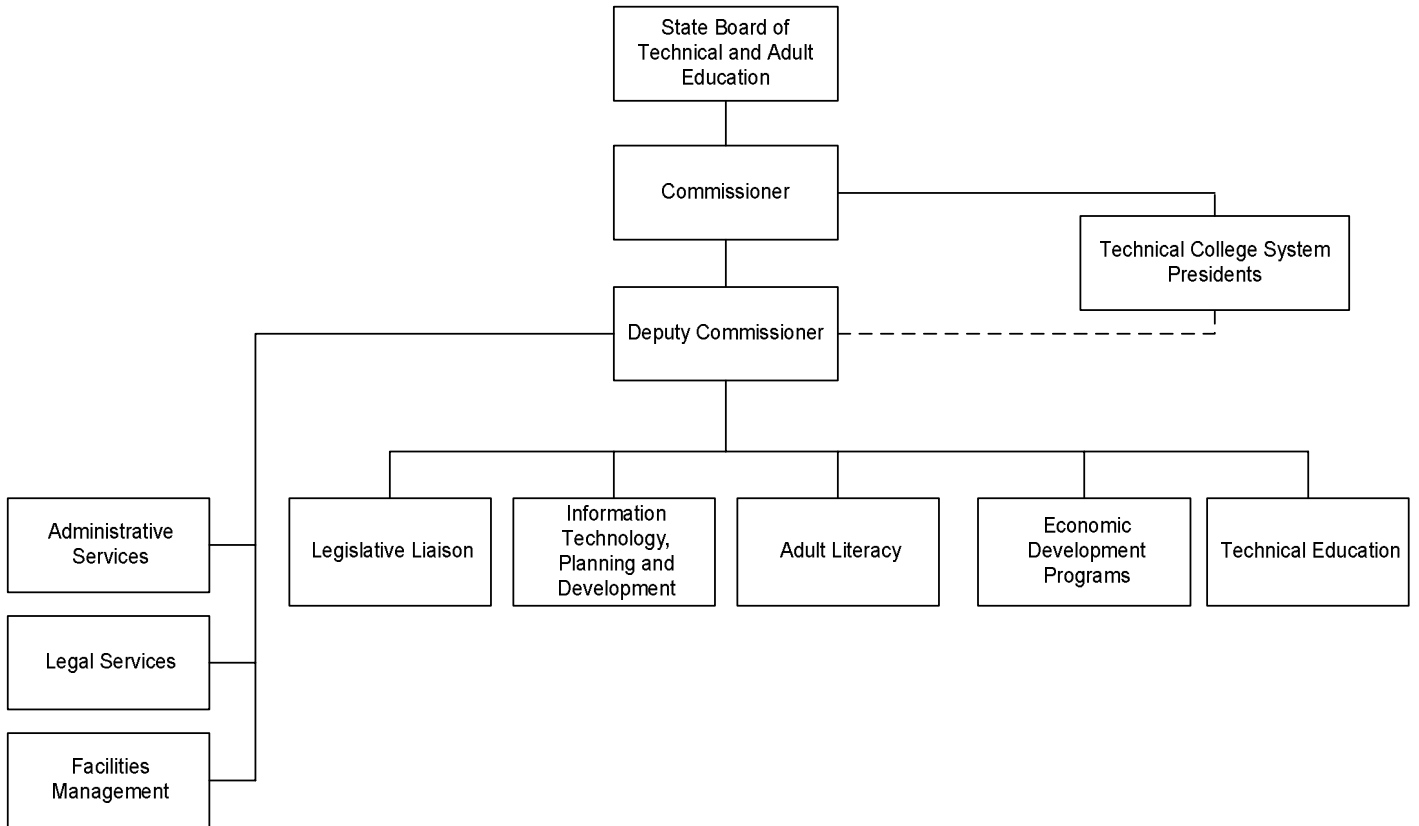 State Board of
Technical and Adult
Education
Commissioner
Technical College System
Presidents
Deputy Commissioner
Administrative
Services
Legal Services
Facilities
Management
Legislative Liaison
Information
Technology,
Planning and
Development
Adult Literacy
Economic
Development
Programs
Technical Education